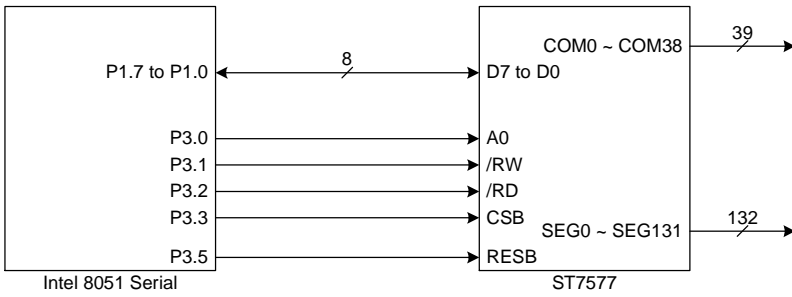 COM0 ~ COM38 39
P1.7 to P1.0 8 D7 to D0
P3.0 A0
P3.1 /RW
P3.2 /RD
P3.3 CSB
SEG0 ~ SEG131 132
P3.5 RESB
Intel 8051 Serial ST7577